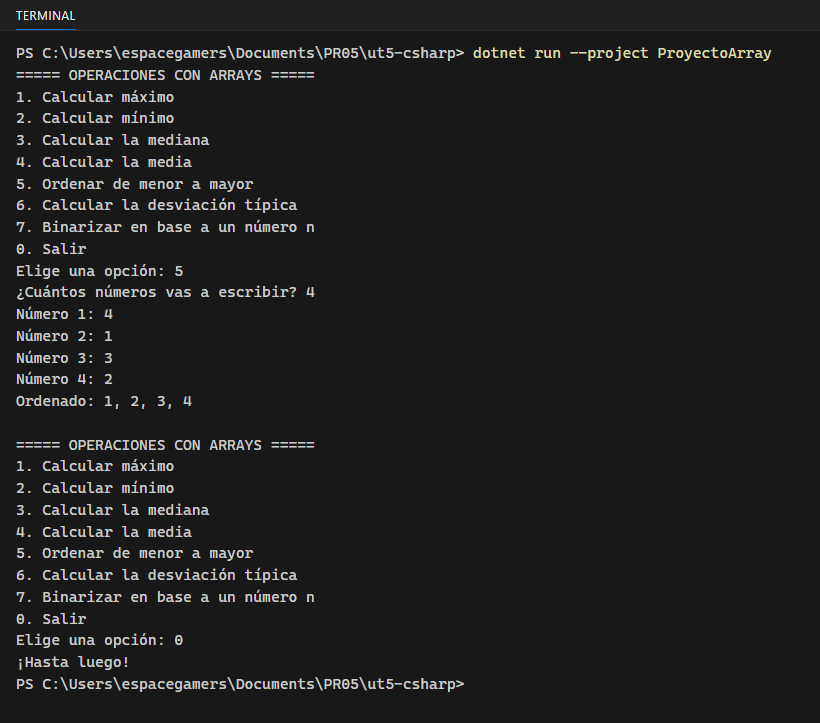 TERMINAL
PS C:\Users\espacegamers\Documents\PR05\ut5-csharp> dotnet run --project ProyectoArray
===== OPERACIONES CON ARRAYS =====
1. Calcular máximo
2. Calcular mínimo
3. Calcular la mediana
4. Calcular la media
5. Ordenar de menor a mayor
6. Calcular la desviación típica
7. Binarizar en base a un número n
0. Salir
Elige una opción: 5
¿Cuántos números vas a escribir? 4
Número 1: 4
Número 2: 1
Número 3: 3
Número 4: 2
Ordenado: 1, 2, 3, 4
===== OPERACIONES CON ARRAYS =====
1. Calcular máximo
2. Calcular mínimo
3. Calcular la mediana
4. Calcular la media
5. Ordenar de menor a mayor
6. Calcular la desviación típica
7. Binarizar en base a un número n
0. Salir
Elige una opción: 0
¡Hasta luego!
PS C:\Users\espacegamers\Documents\PR05\ut5-csharp>